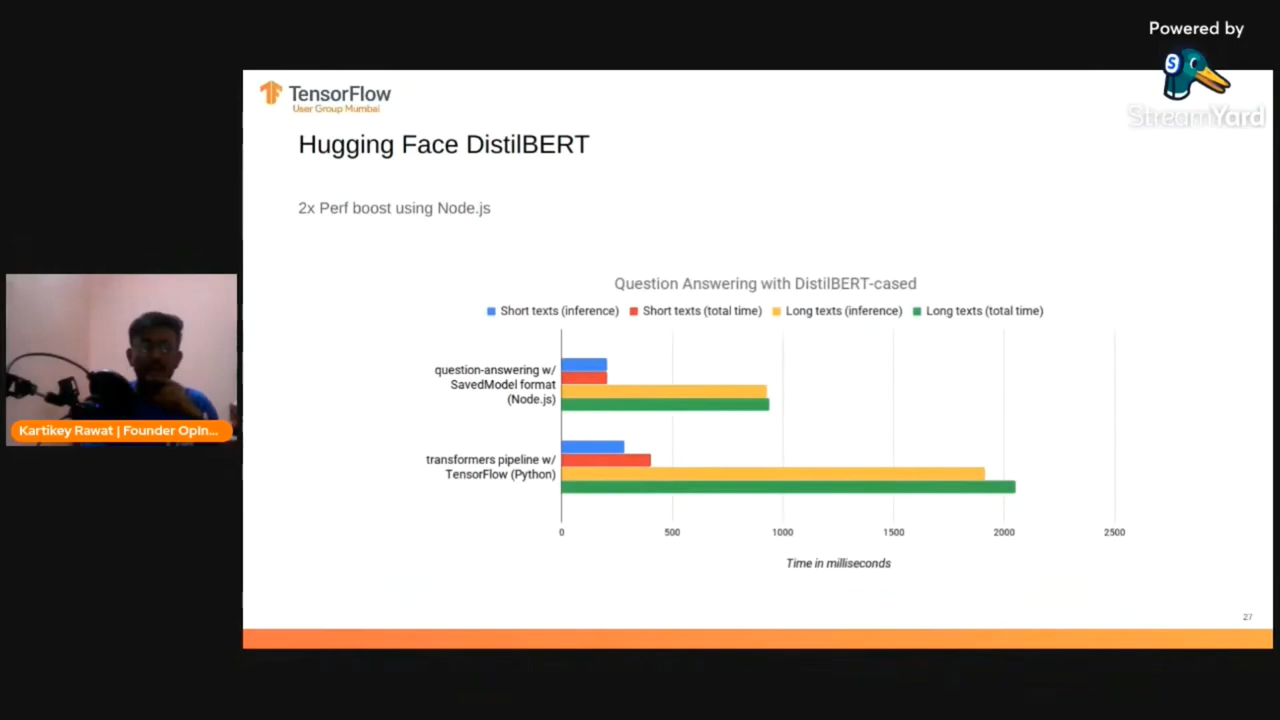 Powered by
StreamYard
TensorFlow
User Group Mumbai
Hugging Face DistilBERT
2x Perf boost using Node.js
Question Answering with DistilBERT-cased
Short texts (inference) Short texts (total time) Long texts (inference) Long texts (total time)
question-answering w/
SavedModel format
(Node.js)
transformers pipeline w/
TensorFlow (Python)
0 500 1000 1500 2000 2500
Time in milliseconds
27
Kartikey Rawat | Founder OpIn...